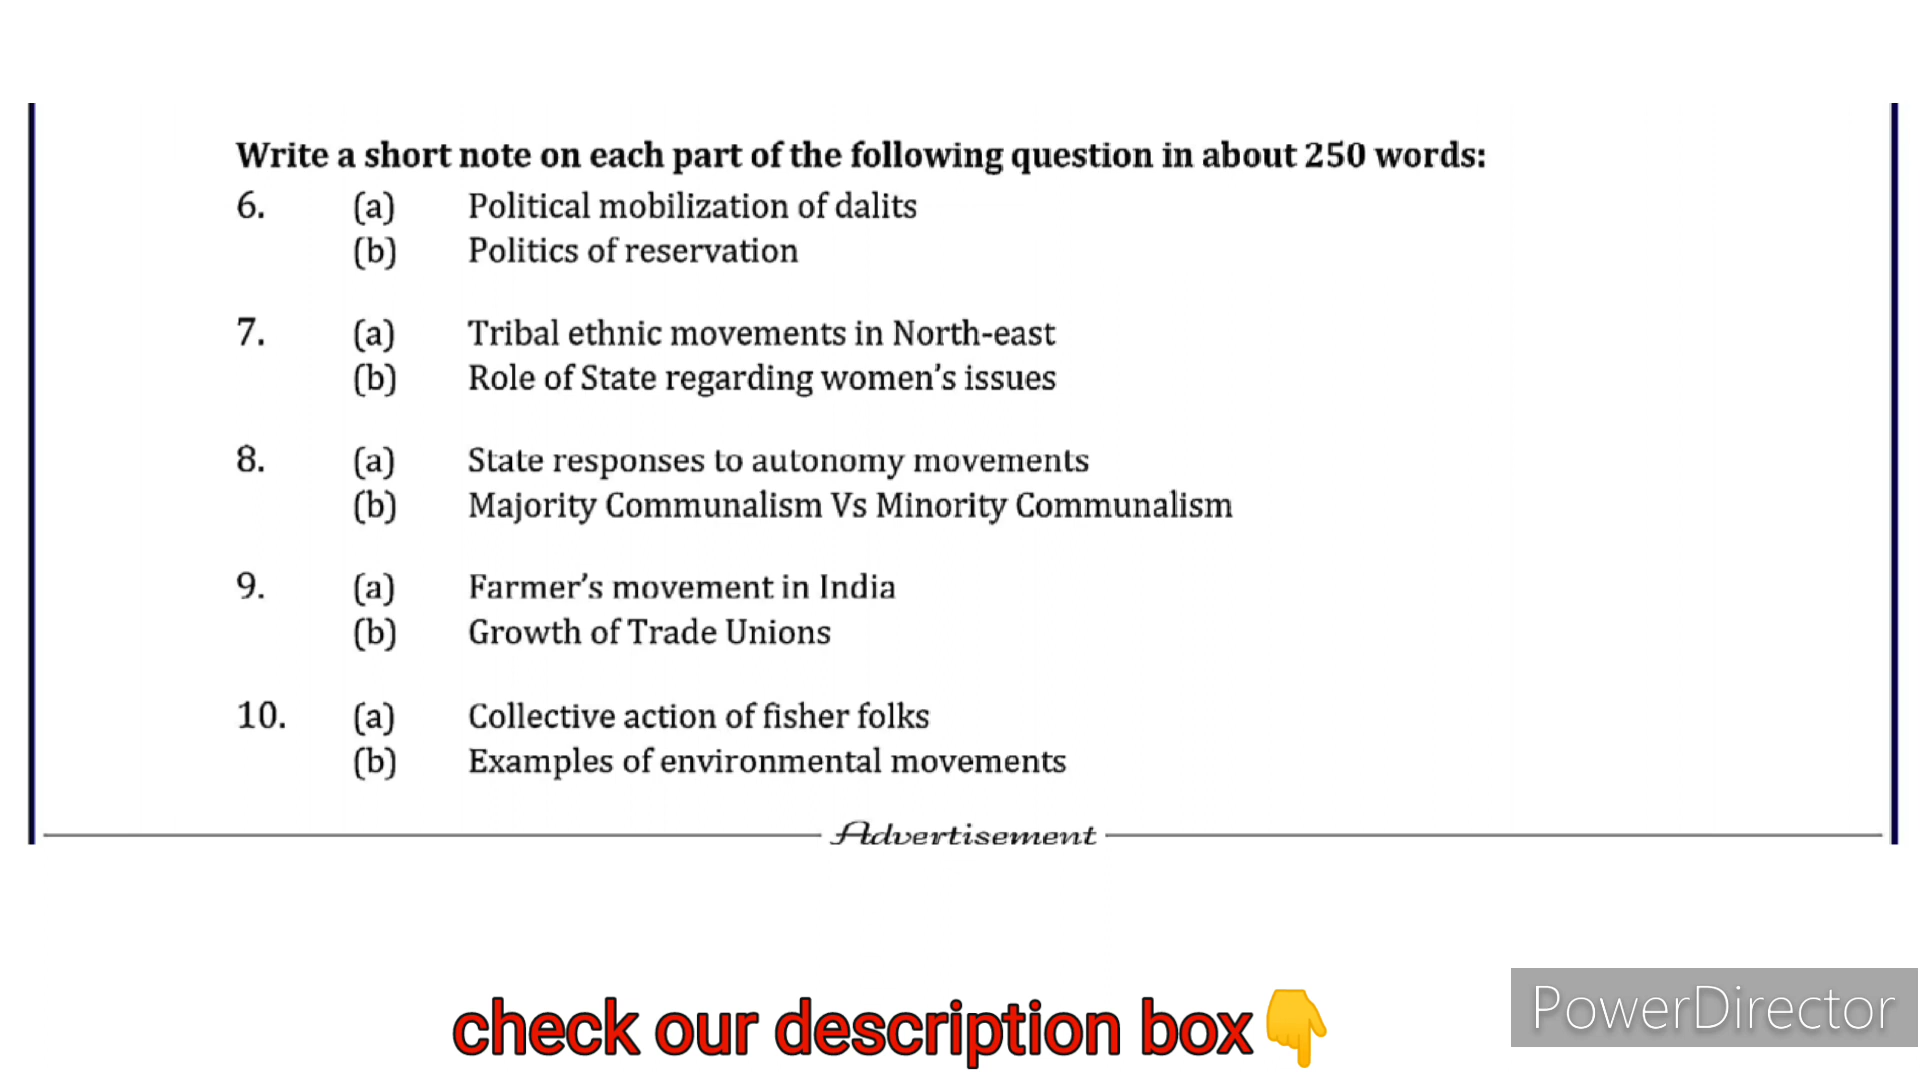 Write a short note on each part of the following question in about 250 words:
6. (a) Political mobilization of dalits
(b) Politics of reservation
7. (a) Tribal ethnic movements in North-east
(b) Role of State regarding women’s issues
8. (a) State responses to autonomy movements
(b) Majority Communalism Vs Minority Communalism
9. (a) Farmer’s movement in India
(b) Growth of Trade Unions
10. (a) Collective action of fisher folks
(b) Examples of environmental movements
Advertisement
check our description box👇
PowerDirector